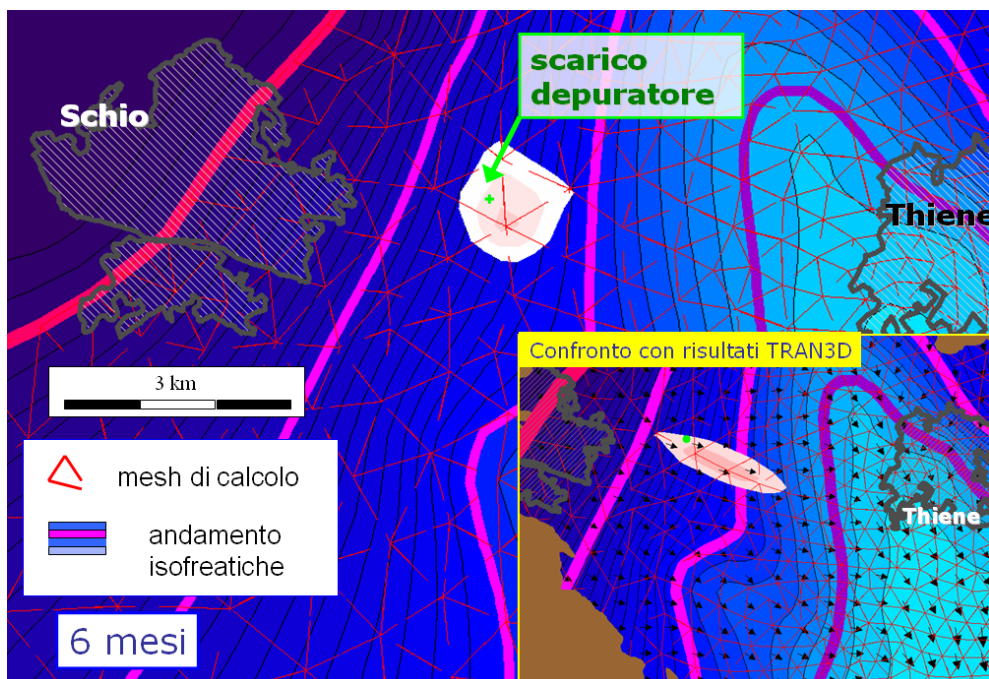 scarico
depuratore
Schio
Thiene
Confronto con risultati TRAN3D
3 km
mesh di calcolo
andamento
isofreatiche
Thiene
6 mesi